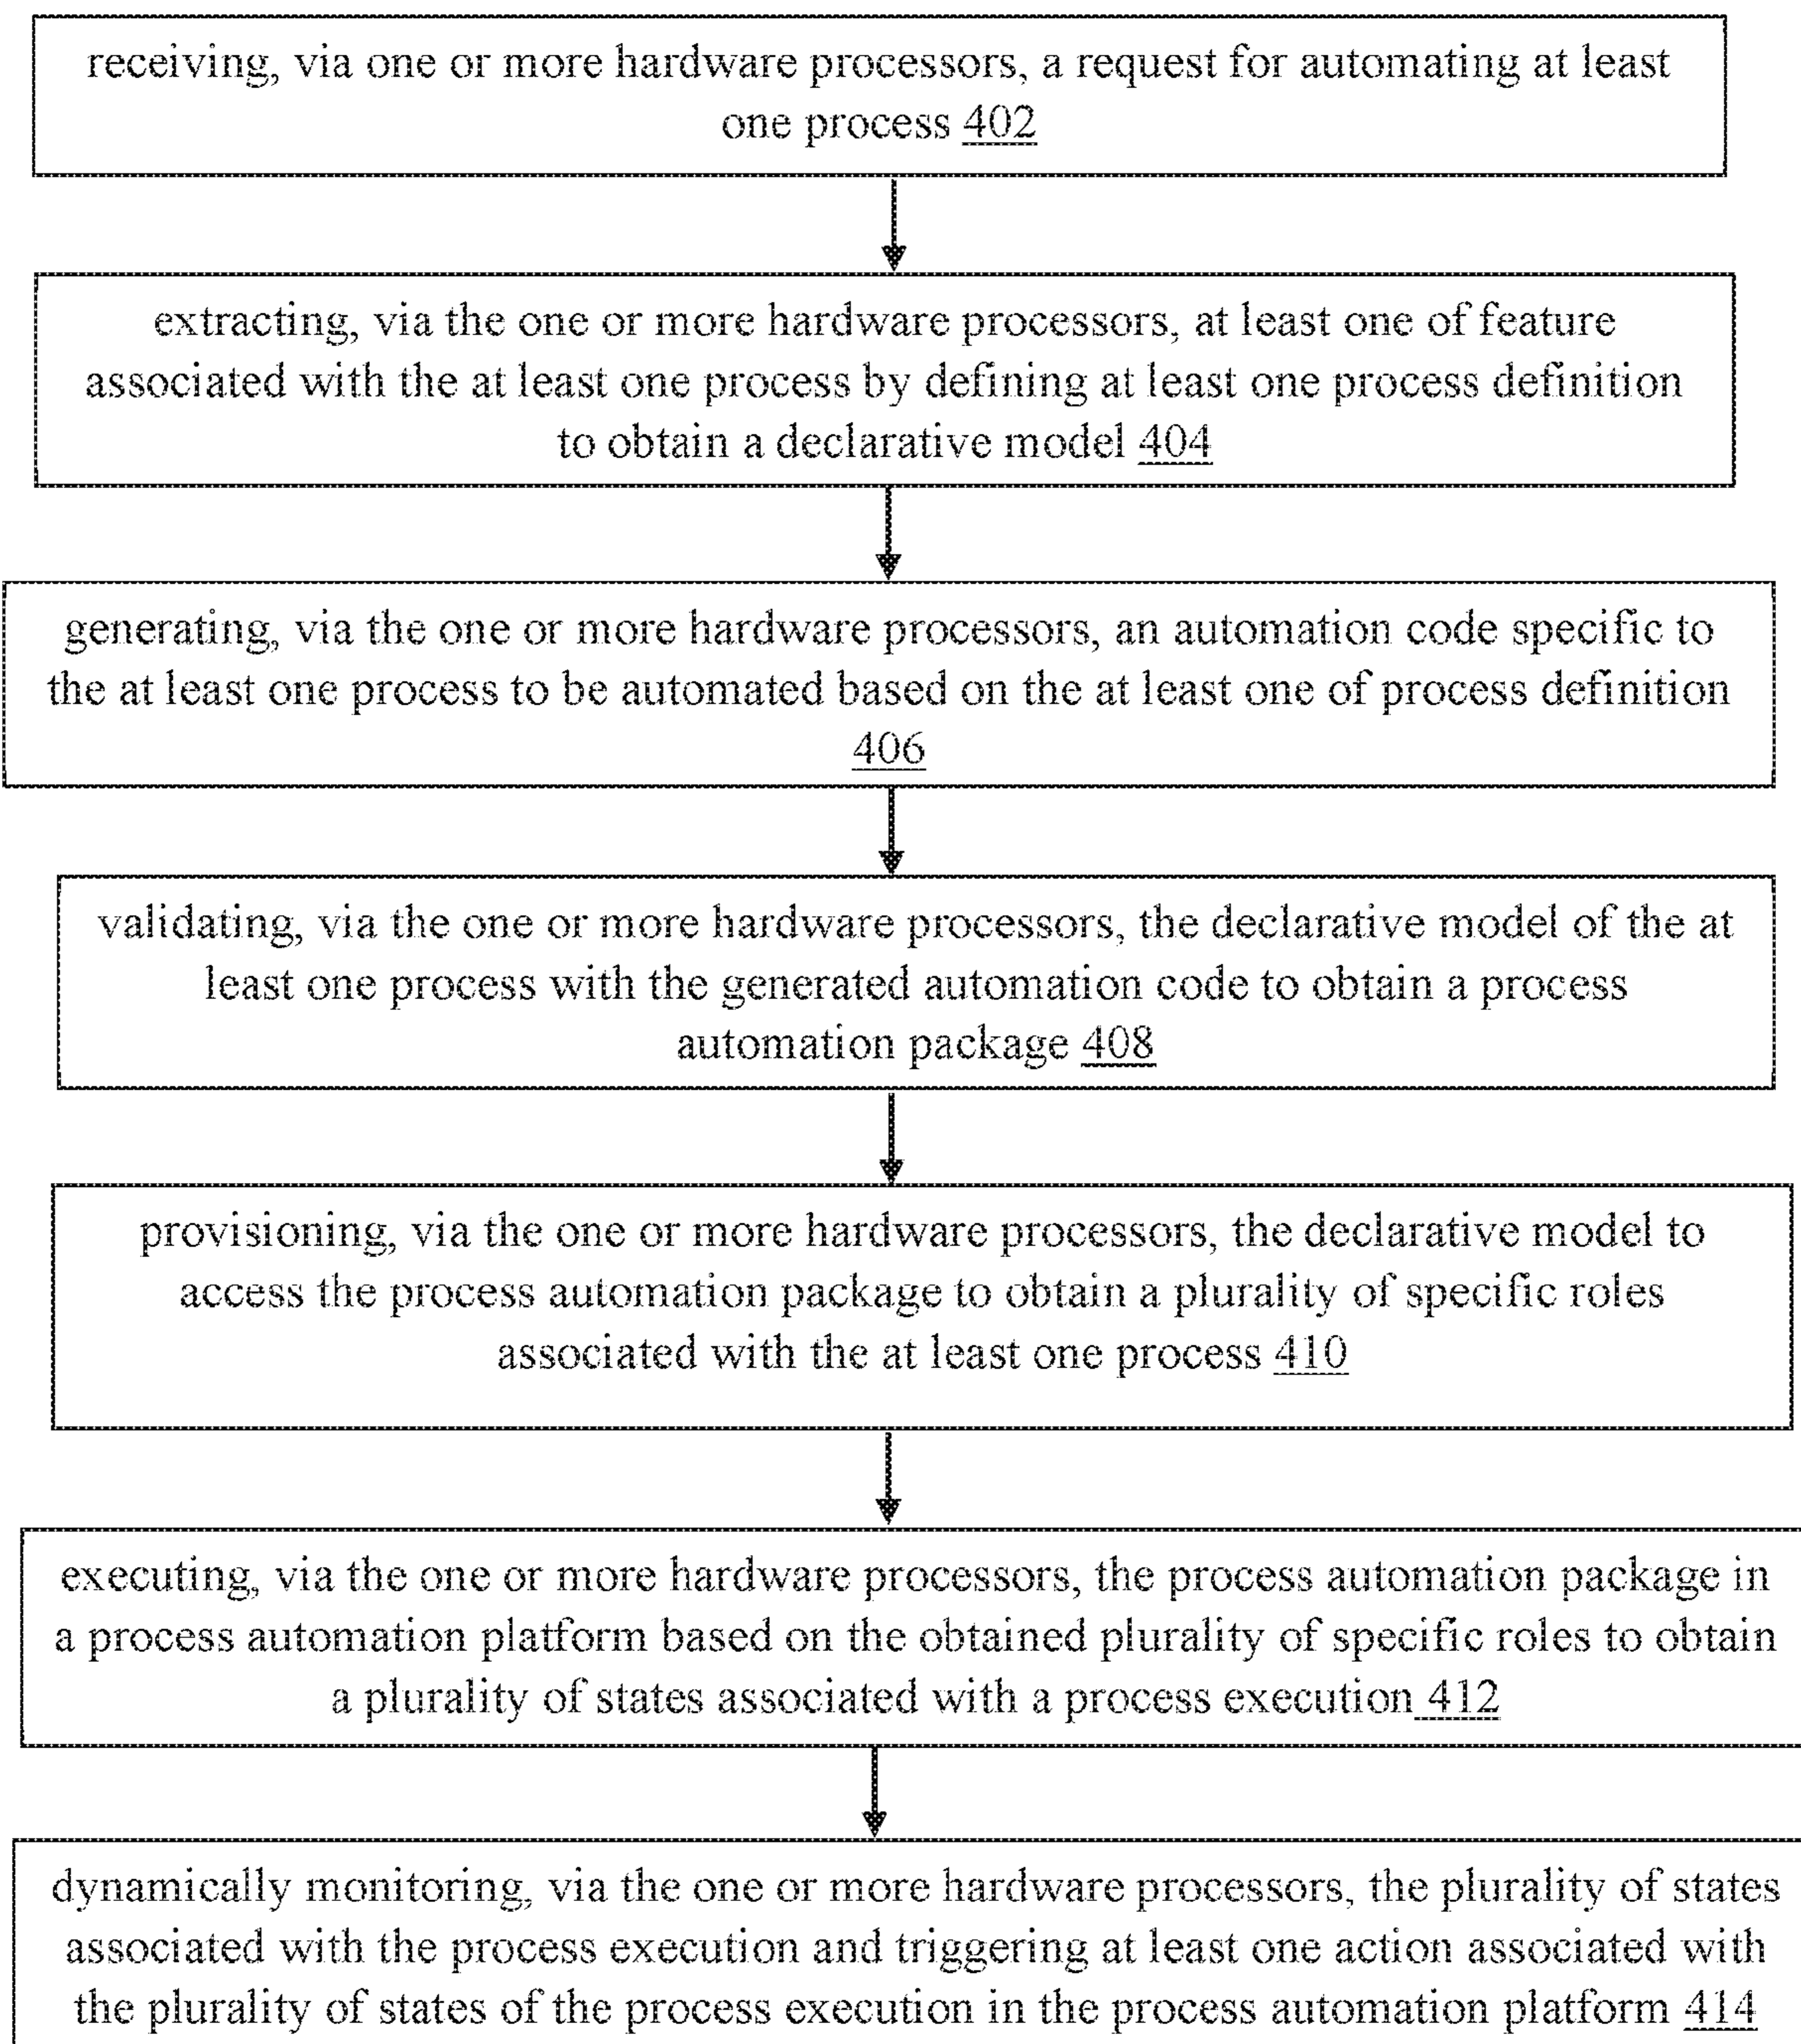 receiving, via one or more hardware processors, a request for automating at least
one process 402
extracting, via the one or more hardware processors, at least one of feature
associated with the at least one process by defining at least one process definition
to obtain a declarative model 404
generating, via the one or more hardware processors, an automation code specific to
the at least one process to be automated based on the at least one of process definition
406
validating, via the one or more hardware processors, the declarative model of the at
least one process with the generated automation code to obtain a process
automation package 408
provisioning, via the one or more hardware processors, the declarative model to
access the process automation package to obtain a plurality of specific roles
associated with the at least one process 410
executing, via the one or more hardware processors, the process automation package in
a process automation platform based on the obtained plurality of specific roles to obtain
a plurality of states associated with a process execution 412
dynamically monitoring, via the one or more hardware processors, the plurality of states
associated with the process execution and triggering at least one action associated with
the plurality of states of the process execution in the process automation platform 414